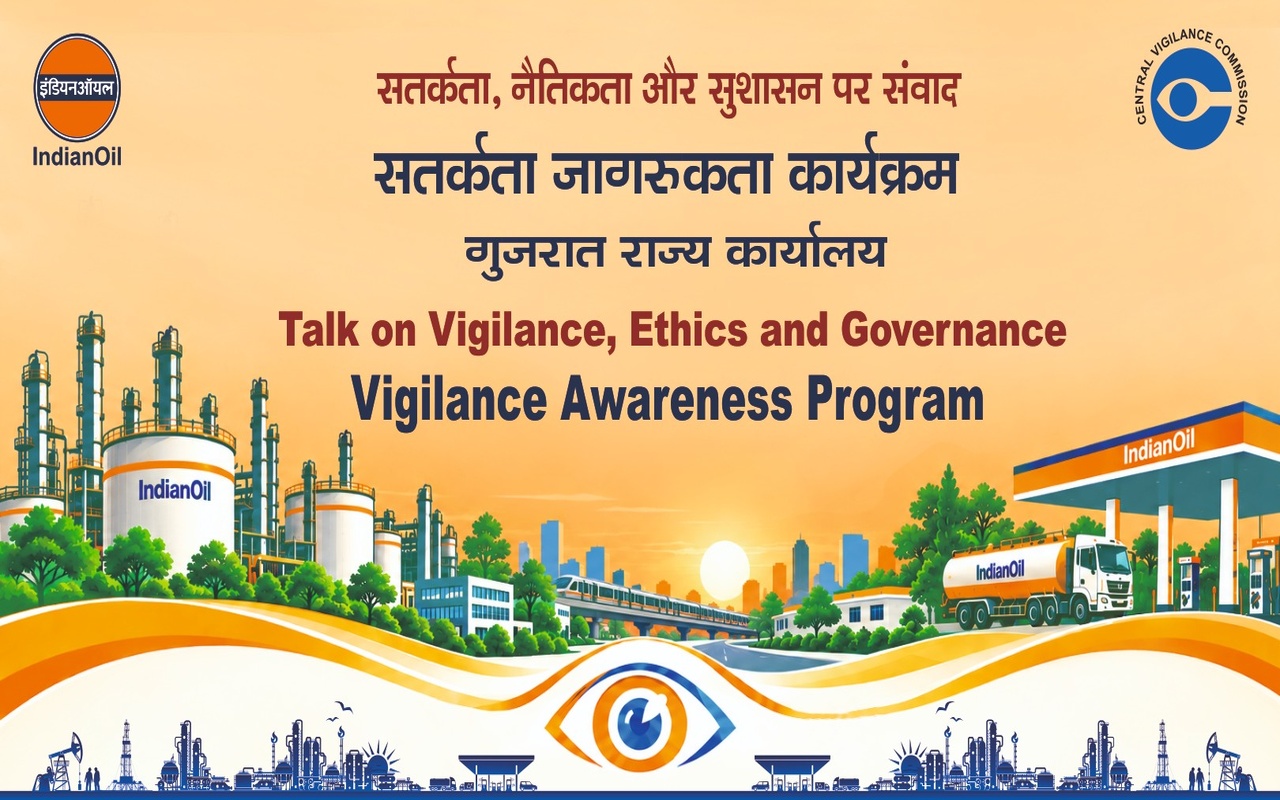 इंडियनऑयल
IndianOil
CENTRAL VIGILANCE COMMISSION
सतर्कता, नैतिकता और सुशासन पर संवाद
सतर्कता जागरुकता कार्यक्रम
गुजरात राज्य कार्यालय
Talk on Vigilance, Ethics and Governance
Vigilance Awareness Program
IndianOil
IndianOil
IndianOil